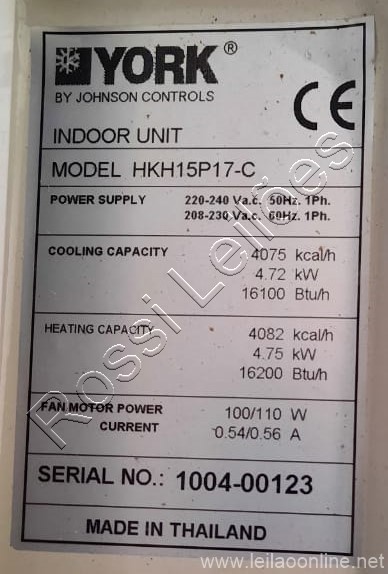 YORK®
BY JOHNSON CONTROLS
CE
INDOOR UNIT
MODEL HKH15P17-C
POWER SUPPLY 220-240 Va.c. 50Hz. 1Ph.
208-230 Va.c. 60Hz. 1Ph.
COOLING CAPACITY 4075 kcal/h
4.72 kW
16100 Btu/h
HEATING CAPACITY 4082 kcal/h
4.75 kW
16200 Btu/h
FAN MOTOR POWER 100/110 W
CURRENT 0.54/0.56 A
SERIAL NO.: 1004-00123
MADE IN THAILAND
Rossi Leilões
www.leilaoonline.net